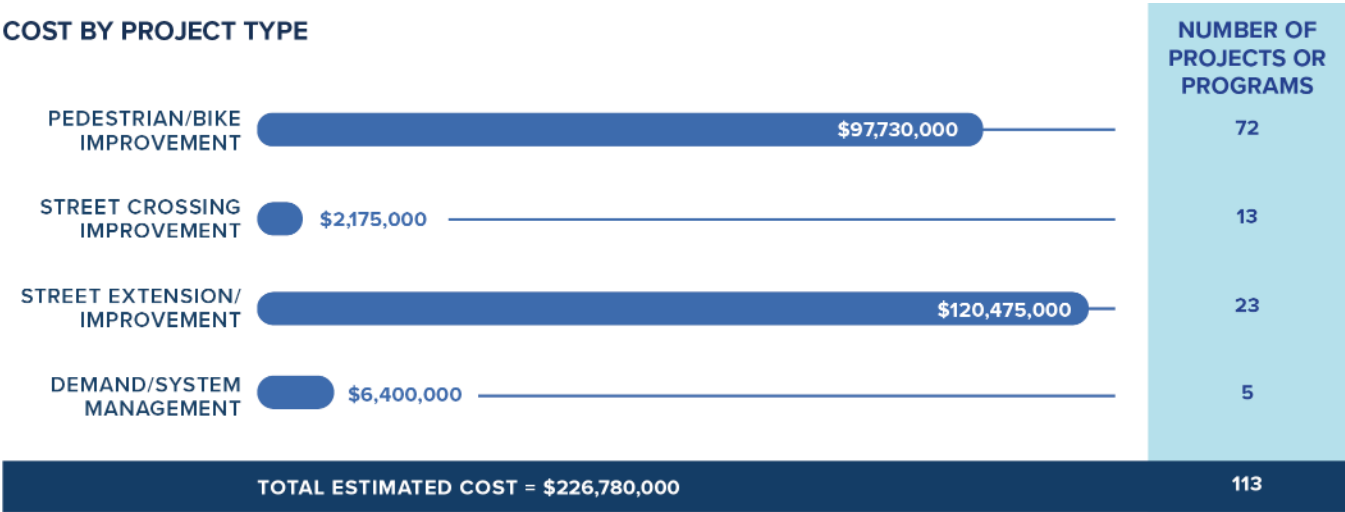 COST BY PROJECT TYPE
NUMBER OF
PROJECTS OR
PROGRAMS
PEDESTRIAN/BIKE
IMPROVEMENT
$97,730,000
72
STREET CROSSING
IMPROVEMENT
$2,175,000
13
STREET EXTENSION/
IMPROVEMENT
$120,475,000
23
DEMAND/SYSTEM
MANAGEMENT
$6,400,000
5
TOTAL ESTIMATED COST = $226,780,000
113